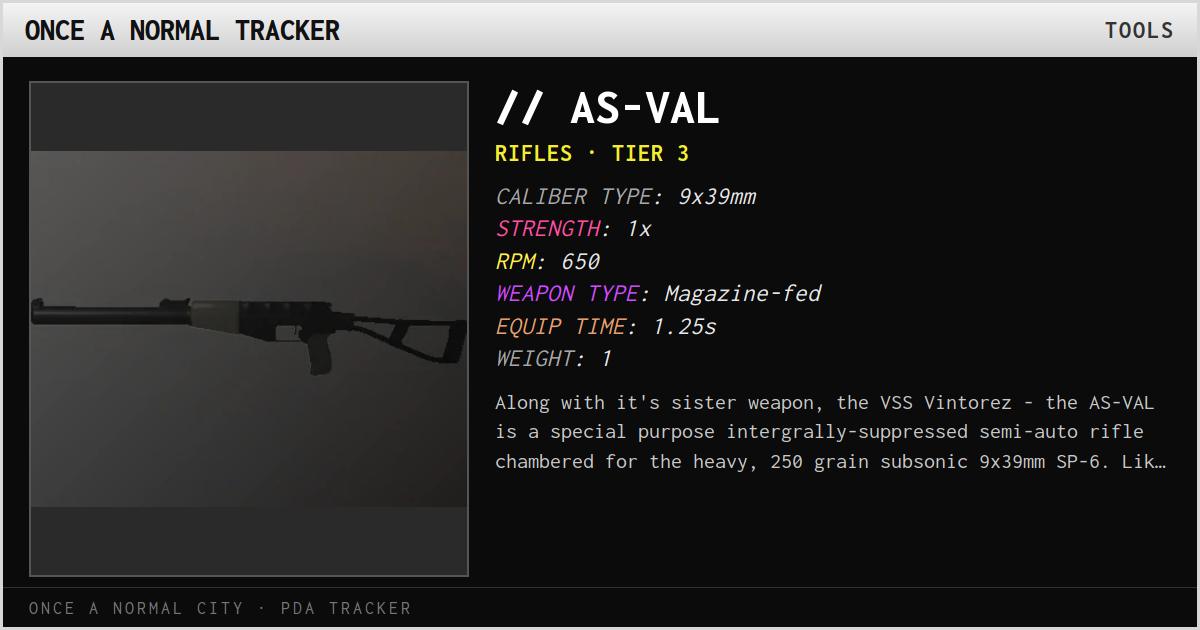 ONCE A NORMAL TRACKER
TOOLS
// AS-VAL
RIFLES · TIER 3
CALIBER TYPE: 9x39mm
STRENGTH: 1x
RPM: 650
WEAPON TYPE: Magazine-fed
EQUIP TIME: 1.25s
WEIGHT: 1
Along with it's sister weapon, the VSS Vintorez - the AS-VAL
is a special purpose intergrally-suppressed semi-auto rifle
chambered for the heavy, 250 grain subsonic 9x39mm SP-6. Lik…
ONCE A NORMAL CITY · PDA TRACKER